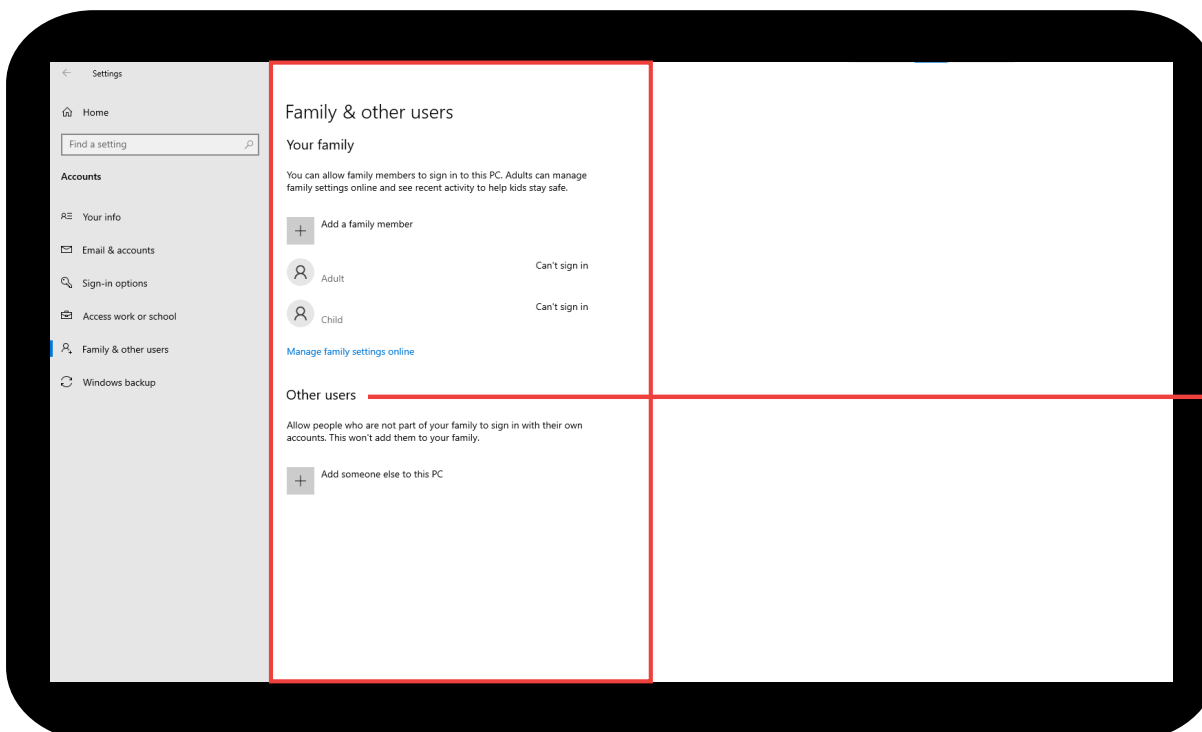 Settings
Home
Find a setting
Accounts
Your info
Email & accounts
Sign-in options
Access work or school
Family & other users
Windows backup
Family & other users
Your family
You can allow family members to sign in to this PC. Adults can manage
family settings online and see recent activity to help kids stay safe.
Add a family member
Can't sign in
Adult
Can't sign in
Child
Manage family settings online
Other users
Allow people who are not part of your family to sign in with their own
accounts. This won't add them to your family.
Add someone else to this PC